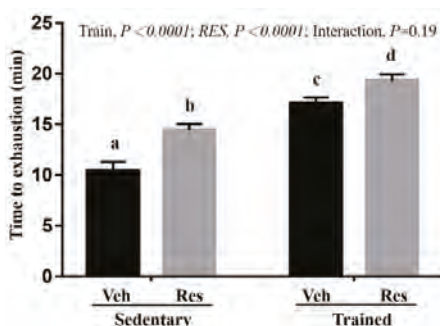 Train, P <0.0001; RES, P <0.0001; Interaction, P=0.19
Time to exhaustion (min)
25
20
15
10
5
0
a
b
c
d
Veh Res Veh Res
Sedentary Trained